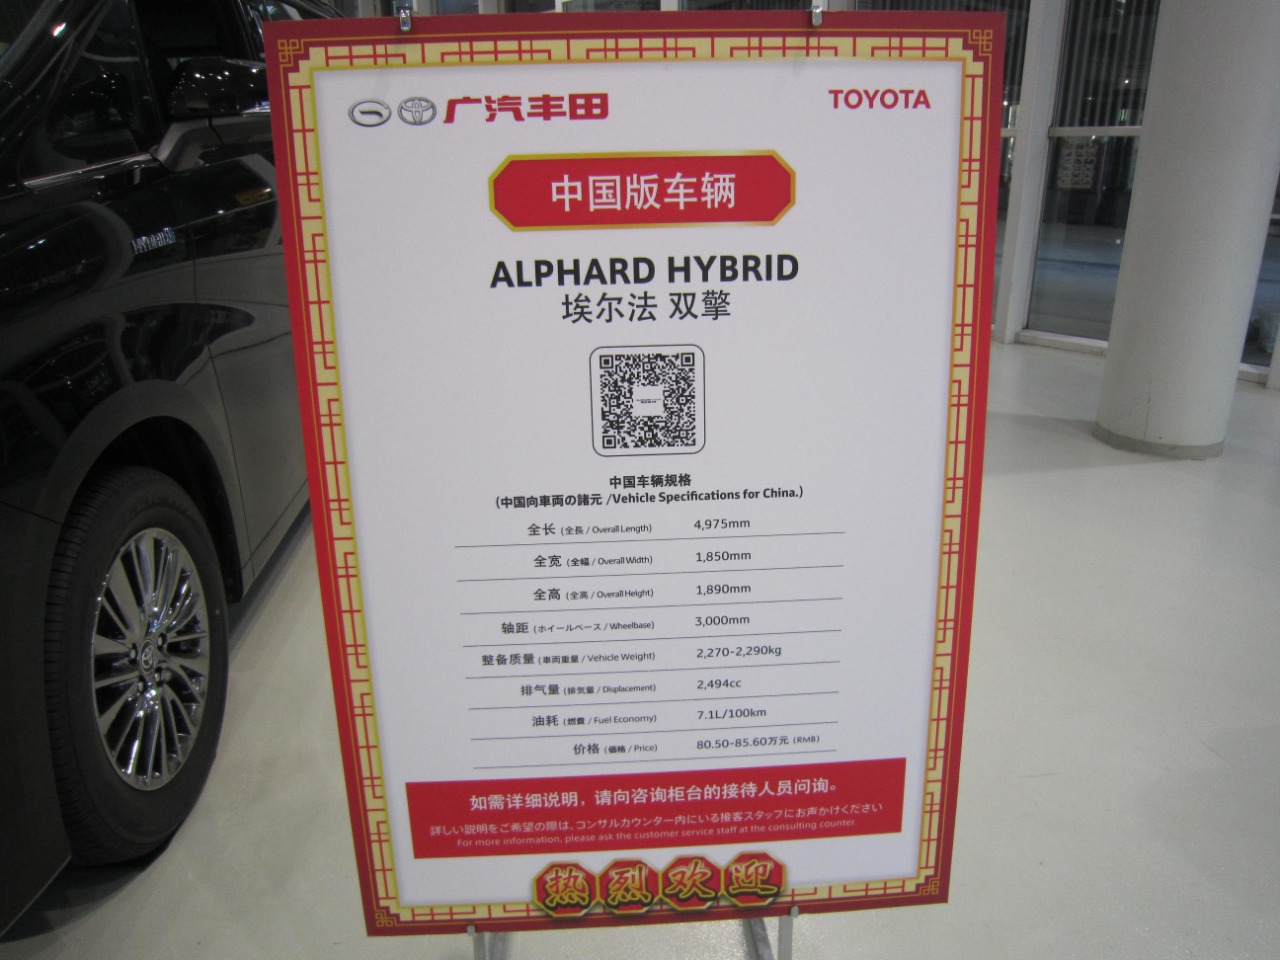 广汽丰田
TOYOTA
中国版车辆
ALPHARD HYBRID
埃尔法 双擎
中国车辆规格
(中国向車両の諸元 /Vehicle Specifications for China.)
全长 (全長 / Overall Length) 4,975mm
全宽 (全幅 / Overall Width) 1,850mm
全高 (全高 / Overall Height) 1,890mm
轴距 (ホイールベース / Wheelbase) 3,000mm
整备质量 (車両重量 / Vehicle Weight) 2,270-2,290kg
排气量 (排気量 / Displacement) 2,494cc
油耗 (燃費 / Fuel Economy) 7.1L/100km
价格 (価格 / Price) 80.50-85.60万元 (RMB)
如需详细说明，请向咨询柜台的接待人员问询。
詳しい説明をご希望の際は、コンサルカウンター内にいる接客スタッフにお声かけください
For more information, please ask the customer service staff at the consulting counter.
热烈欢迎
HYBRID